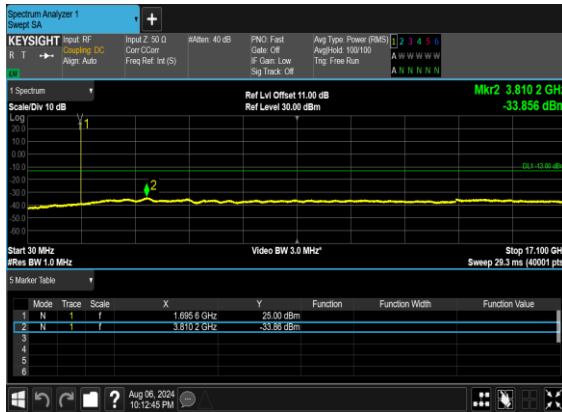 Spectrum Analyzer 1
Swept SA
+
KEYSIGHT Input: RF Input Z: 50 Ω #Atten: 40 dB PNO: Fast Avg Type: Power (RMS) 1 2 3 4 5 6
R T Coupling: DC Corr CCorr Gate: Off Avg|Hold: 100/100 A W W W W W
Align: Auto Freq Ref: Int (S) IF Gain: Low Trig: Free Run
Sig Track: Off A N N N N N
1 Spectrum Ref Lvl Offset 11.00 dB Mkr2 3.810 2 GHz
Scale/Div 10 dB Ref Level 30.00 dBm -33.856 dBm
Log
20.0 1
10.0
0.00
-10.0 DL1 -13.00 dBm
-20.0
-30.0 2
-40.0
-50.0
-60.0
Start 30 MHz Video BW 3.0 MHz* Stop 17.100 GHz
#Res BW 1.0 MHz Sweep 29.3 ms (40001 pts)
5 Marker Table
Mode Trace Scale X Y Function Function Width Function Value
1 N 1 f 1.695 6 GHz 25.00 dBm
2 N 1 f 3.810 2 GHz -33.86 dBm
3
4
5
6
? Aug 06, 2024
10:12:45 PM